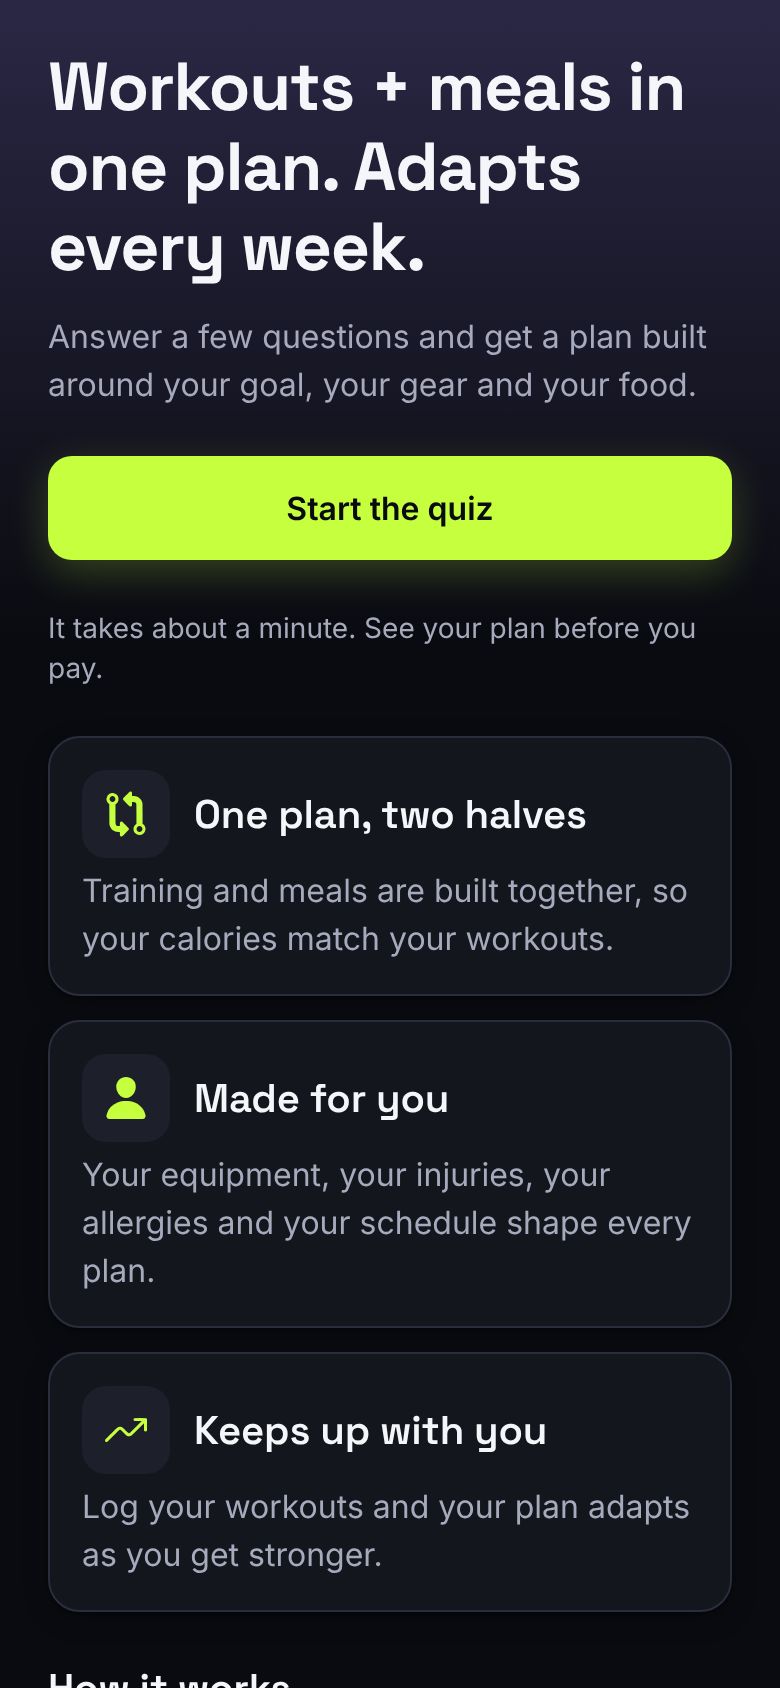 Workouts + meals in
one plan. Adapts
every week.
Answer a few questions and get a plan built
around your goal, your gear and your food.
Start the quiz
It takes about a minute. See your plan before you
pay.
One plan, two halves
Training and meals are built together, so
your calories match your workouts.
Made for you
Your equipment, your injuries, your
allergies and your schedule shape every
plan.
Keeps up with you
Log your workouts and your plan adapts
as you get stronger.
How it works